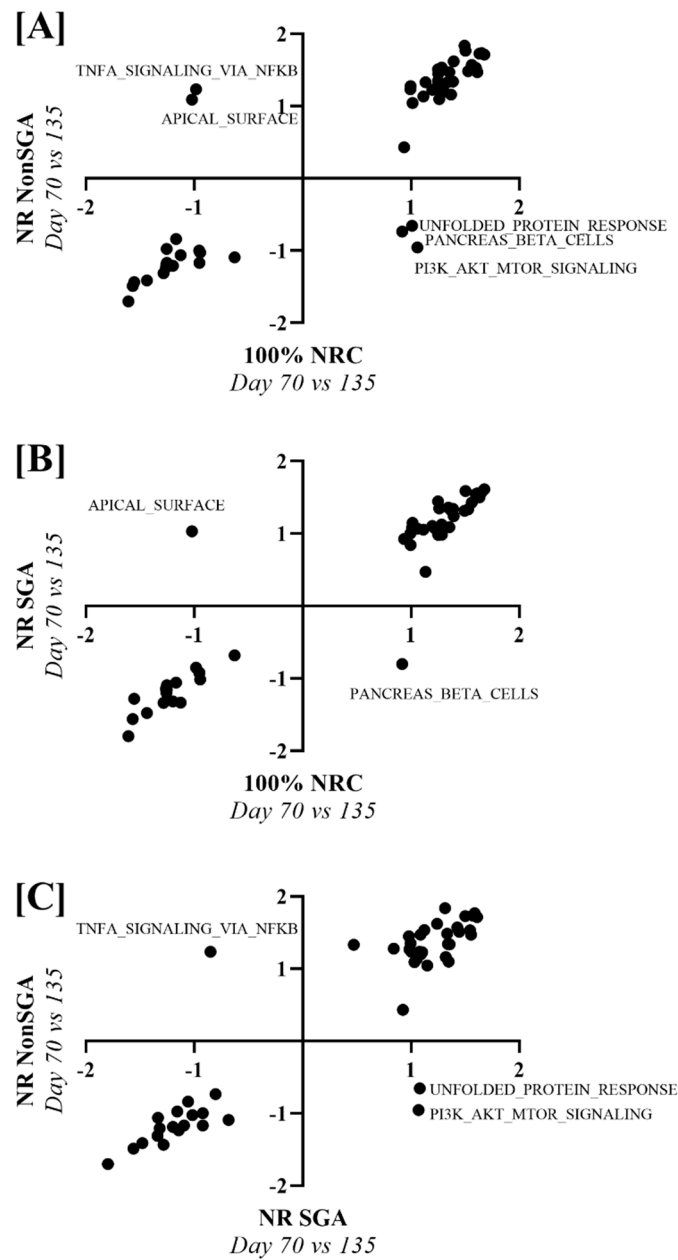 [A]
2
TNFA_SIGNALING_VIA_NFKB
1
APICAL_SURFACE
NR NonSGA
Day 70 vs 135
-2 -1 1 2
UNFOLDED_PROTEIN_RESPONSE
PANCREAS_BETA_CELLS
-1
PI3K_AKT_MTOR_SIGNALING
-2
100% NRC
Day 70 vs 135
[B]
2
APICAL_SURFACE
1
NR SGA
Day 70 vs 135
-2 -1 1 2
-1
PANCREAS_BETA_CELLS
-2
100% NRC
Day 70 vs 135
[C]
2
TNFA_SIGNALING_VIA_NFKB
1
NR NonSGA
Day 70 vs 135
-2 -1 1 2
UNFOLDED_PROTEIN_RESPONSE
-1
PI3K_AKT_MTOR_SIGNALING
-2
NR SGA
Day 70 vs 135